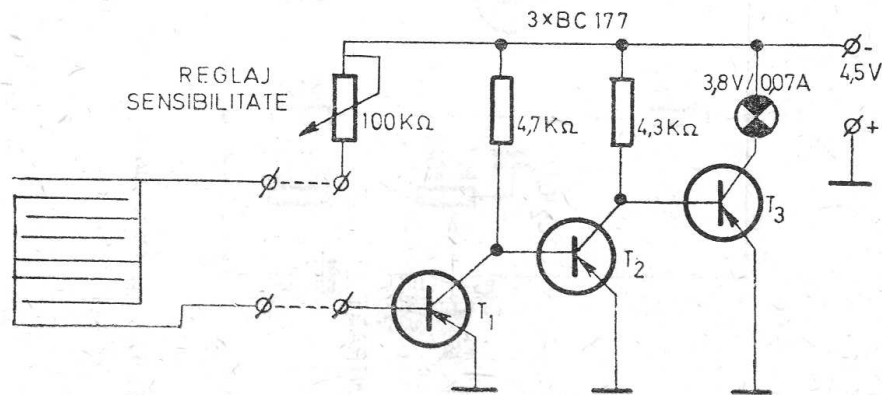 3×BC 177
REGLAJ
SENSIBILITATE
100KΩ
4,7KΩ
4,3KΩ
3,8V/0,07A
-
4,5V
+
T1
T2
T3